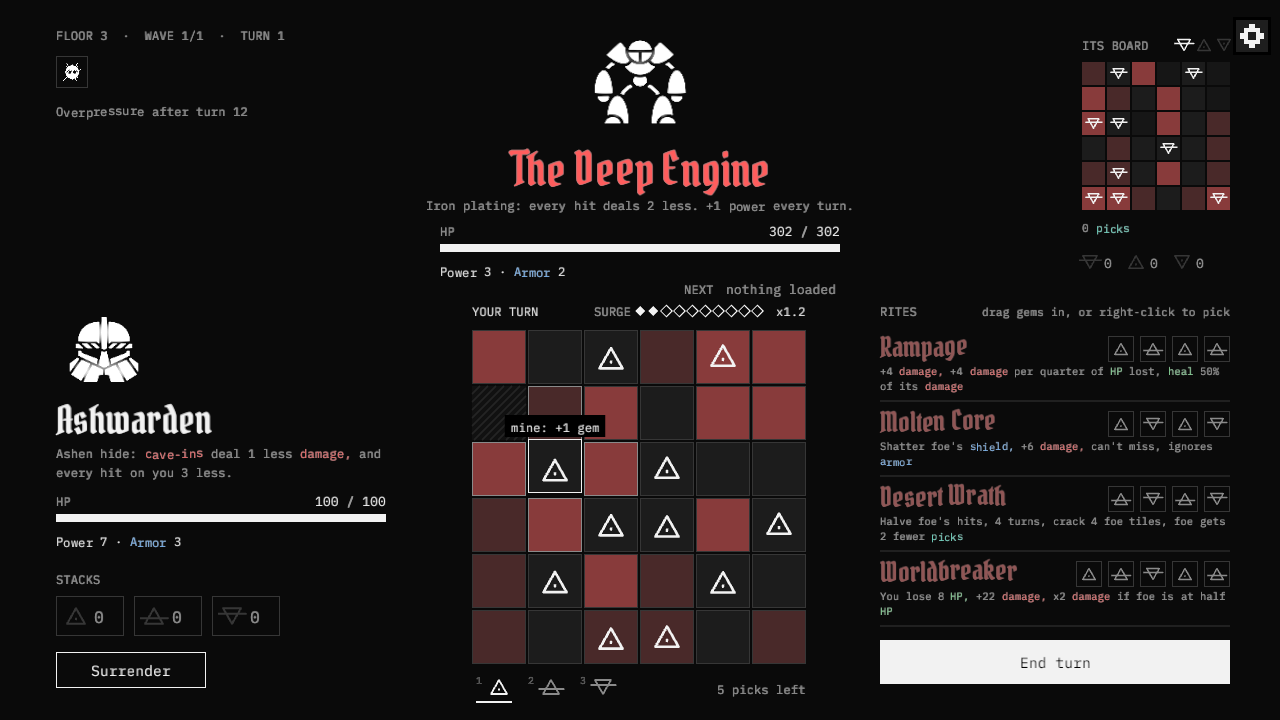 FLOOR 3 · WAVE 1/1 · TURN 1
Overpressure after turn 12
The Deep Engine
Iron plating: every hit deals 2 less. +1 power every turn.
HP 302 / 302
Power 3 · Armor 2
NEXT nothing loaded
ITS BOARD
0 picks
0 0 0
YOUR TURN SURGE x1.2
mine: +1 gem
1 2 3 5 picks left
Ashwarden
Ashen hide: cave-ins deal 1 less damage, and
every hit on you 3 less.
HP 100 / 100
Power 7 · Armor 3
STACKS
0 0 0
Surrender
RITES drag gems in, or right-click to pick
Rampage
+4 damage, +4 damage per quarter of HP lost, heal 50%
of its damage
Molten Core
Shatter foe's shield, +6 damage, can't miss, ignores
armor
Desert Wrath
Halve foe's hits, 4 turns, crack 4 foe tiles, foe gets
2 fewer picks
Worldbreaker
You lose 8 HP, +22 damage, x2 damage if foe is at half
HP
End turn